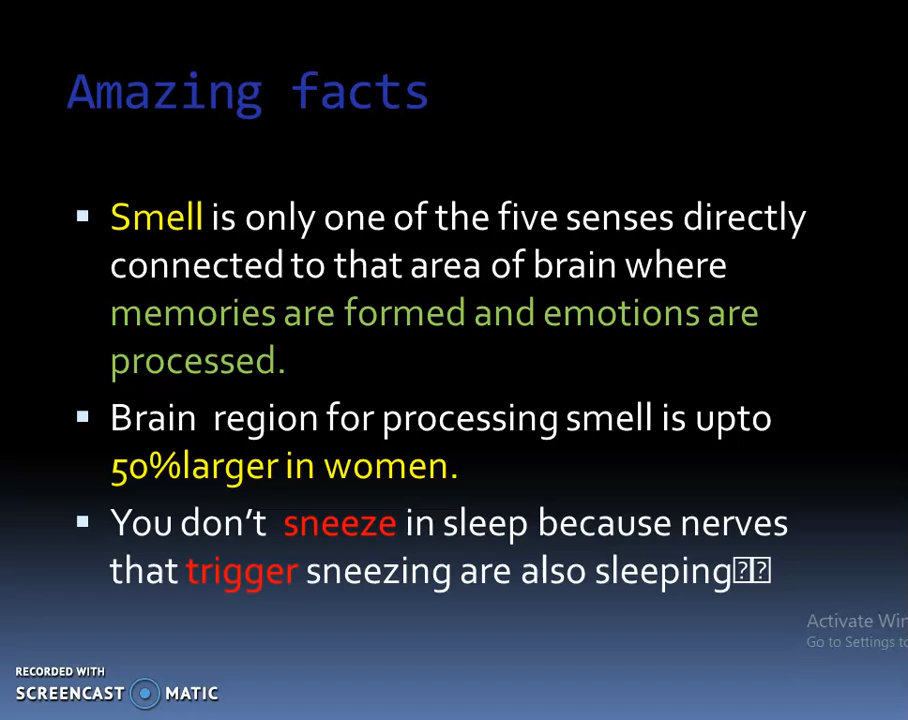 Amazing facts
Smell is only one of the five senses directly
connected to that area of brain where
memories are formed and emotions are
processed.
Brain region for processing smell is upto
50%larger in women.
You don't sneeze in sleep because nerves
that trigger sneezing are also sleeping
Activate Win
Go to Settings to
RECORDED WITH
SCREENCAST MATIC